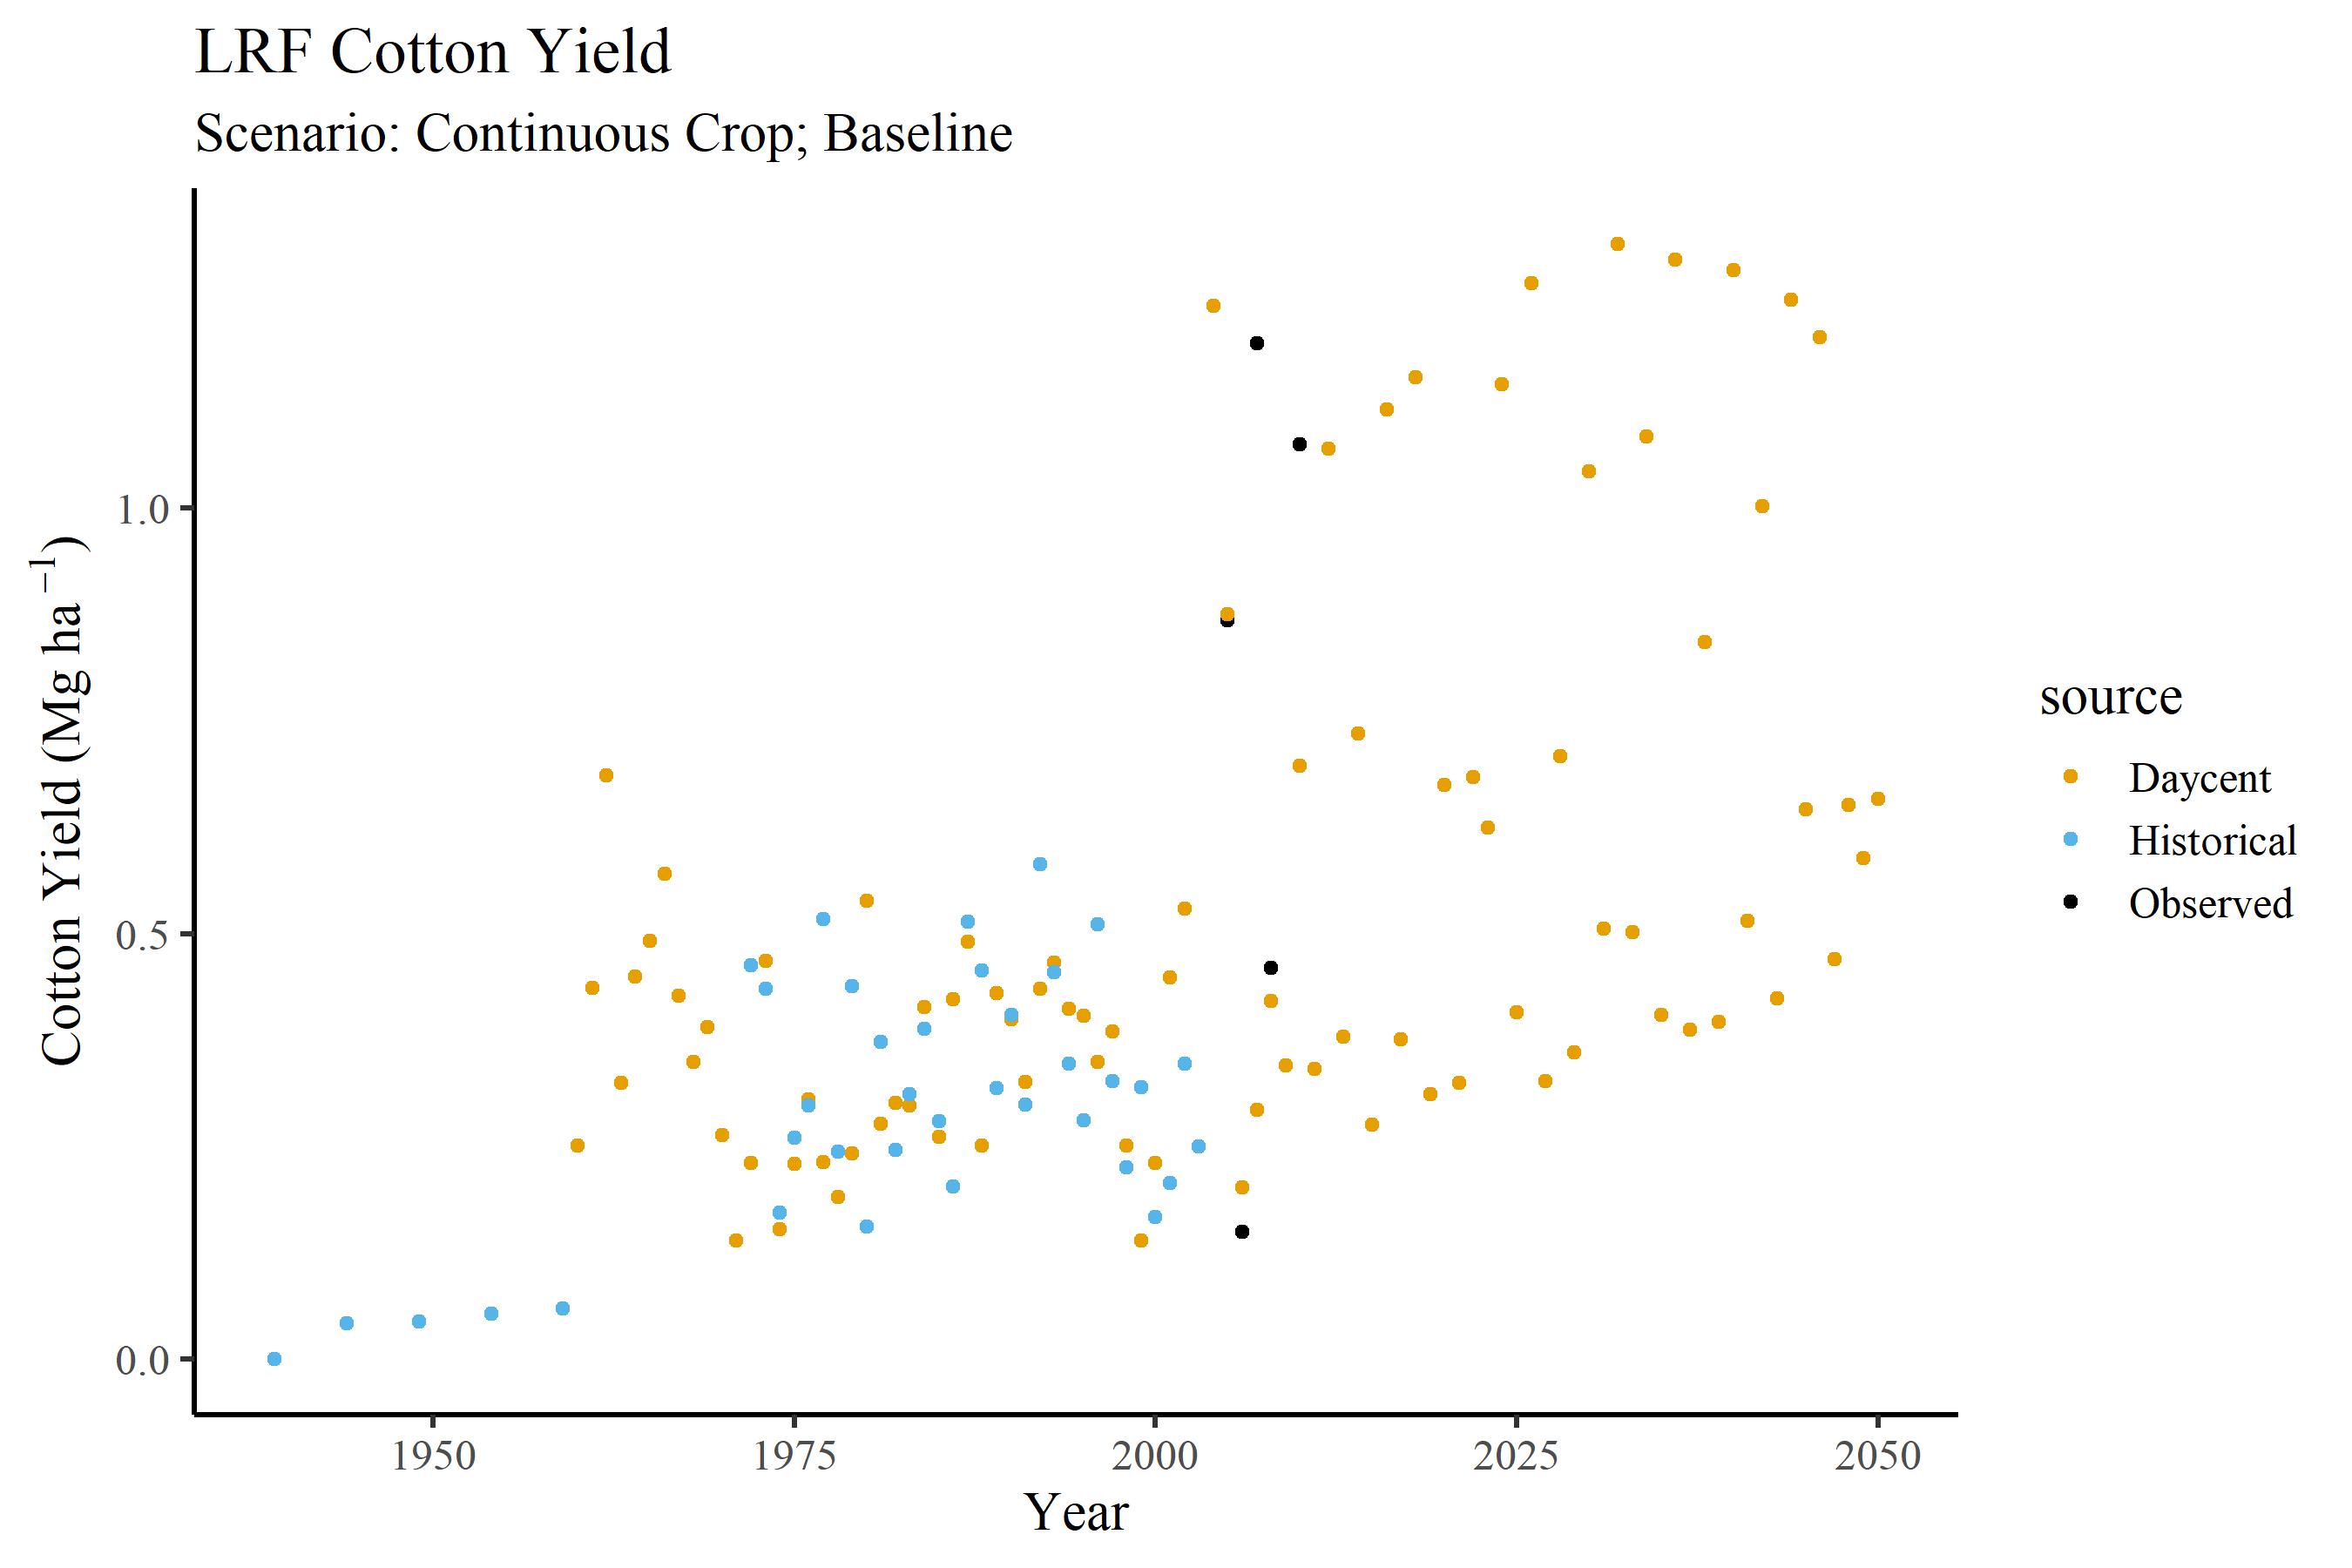 LRF Cotton Yield
Scenario: Continuous Crop; Baseline
Cotton Yield (Mg ha⁻¹)
1.0
0.5
0.0
1950 1975 2000 2025 2050
Year
source
Daycent
Historical
Observed